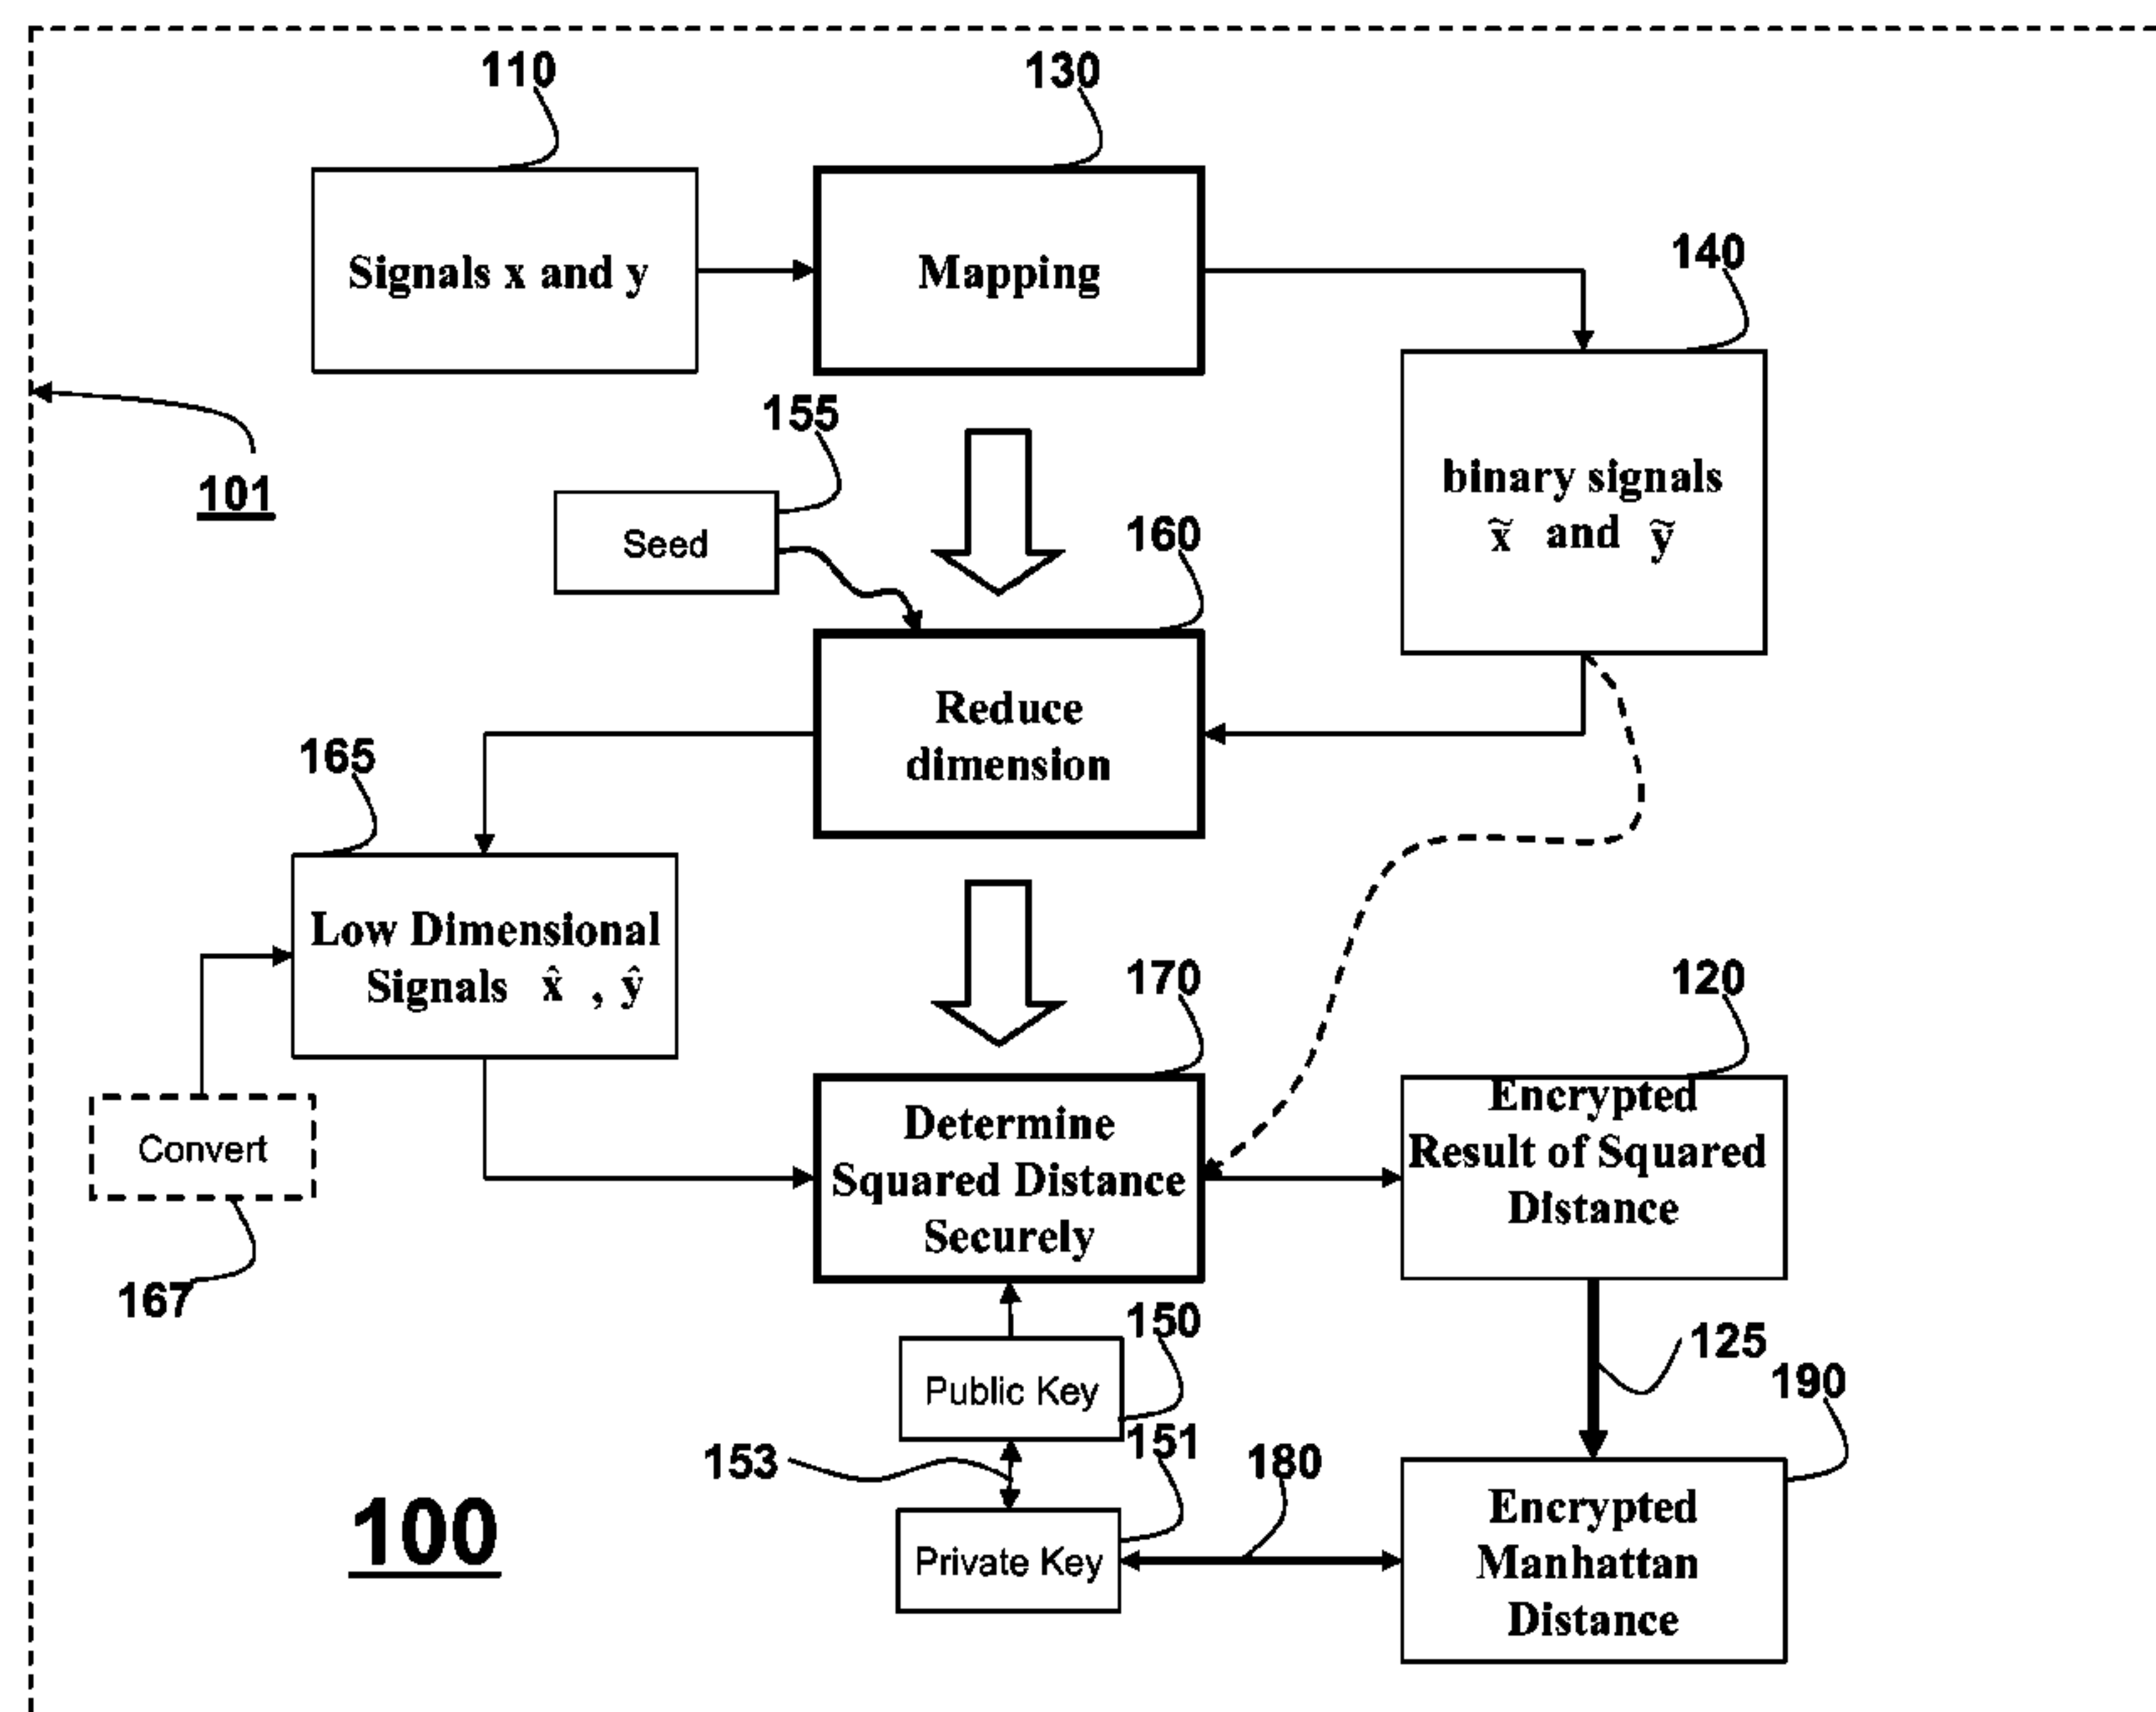 110
130
Signals x and y
Mapping
140
155
101
binary signals
x̃ and ỹ
Seed
160
Reduce
dimension
165
Low Dimensional
Signals x̂ , ŷ
170
120
Convert
Determine
Squared Distance
Securely
Encrypted
Result of Squared
Distance
167
150
125
Public Key
190
151
153
180
100
Private Key
Encrypted
Manhattan
Distance